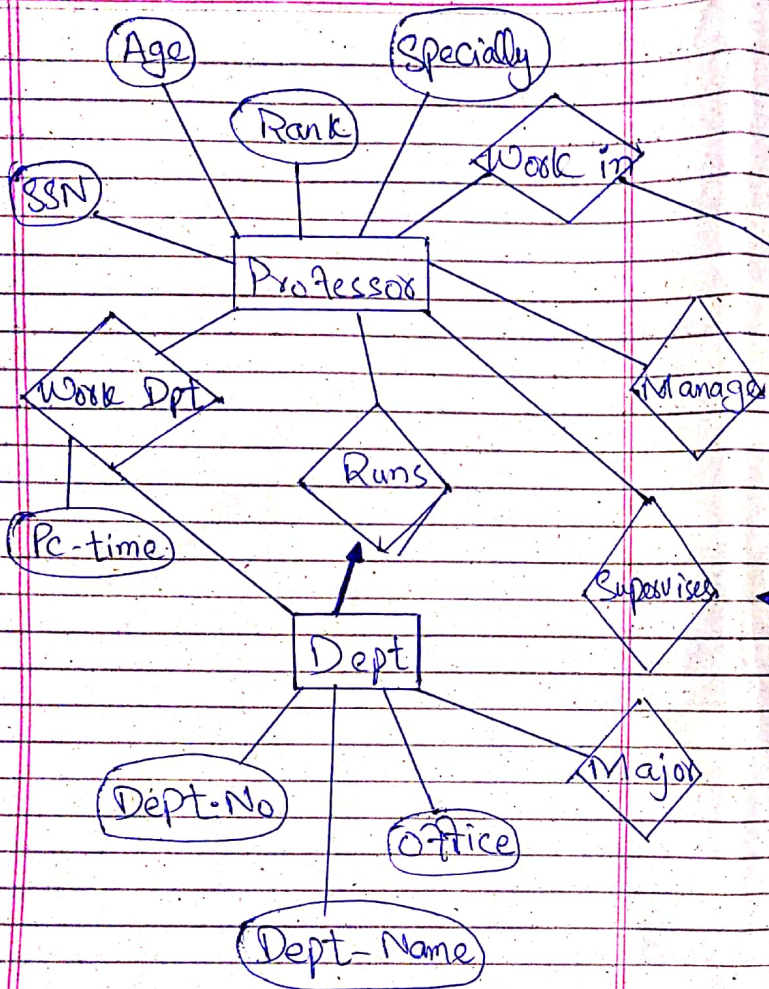 Age
Specially
Rank
Work in
SSN
Professor
Work Dpt
Manage
Runs
Pc-time
Supervises
Dept
Major
Dept.No
Office
Dept-Name